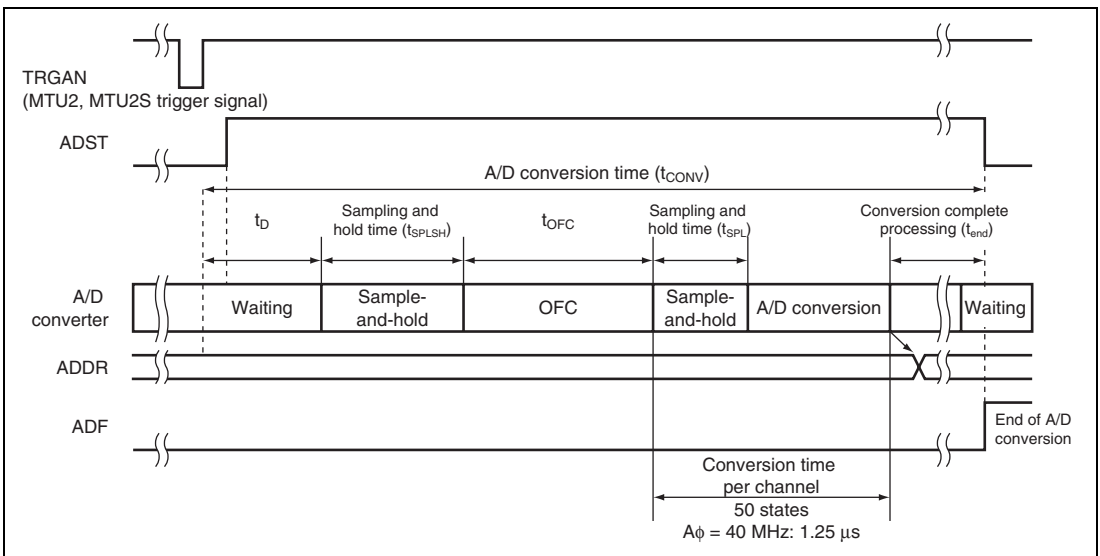 TRGAN
(MTU2, MTU2S trigger signal)
ADST
A/D conversion time (tCONV)
tD
Sampling and
hold time (tSPLSH)
tOFC
Sampling and
hold time (tSPL)
Conversion complete
processing (tend)
A/D
converter
Waiting
Sample-
and-hold
OFC
Sample-
and-hold
A/D conversion
Waiting
ADDR
ADF
End of A/D
conversion
Conversion time
per channel
50 states
Aφ = 40 MHz: 1.25 μs